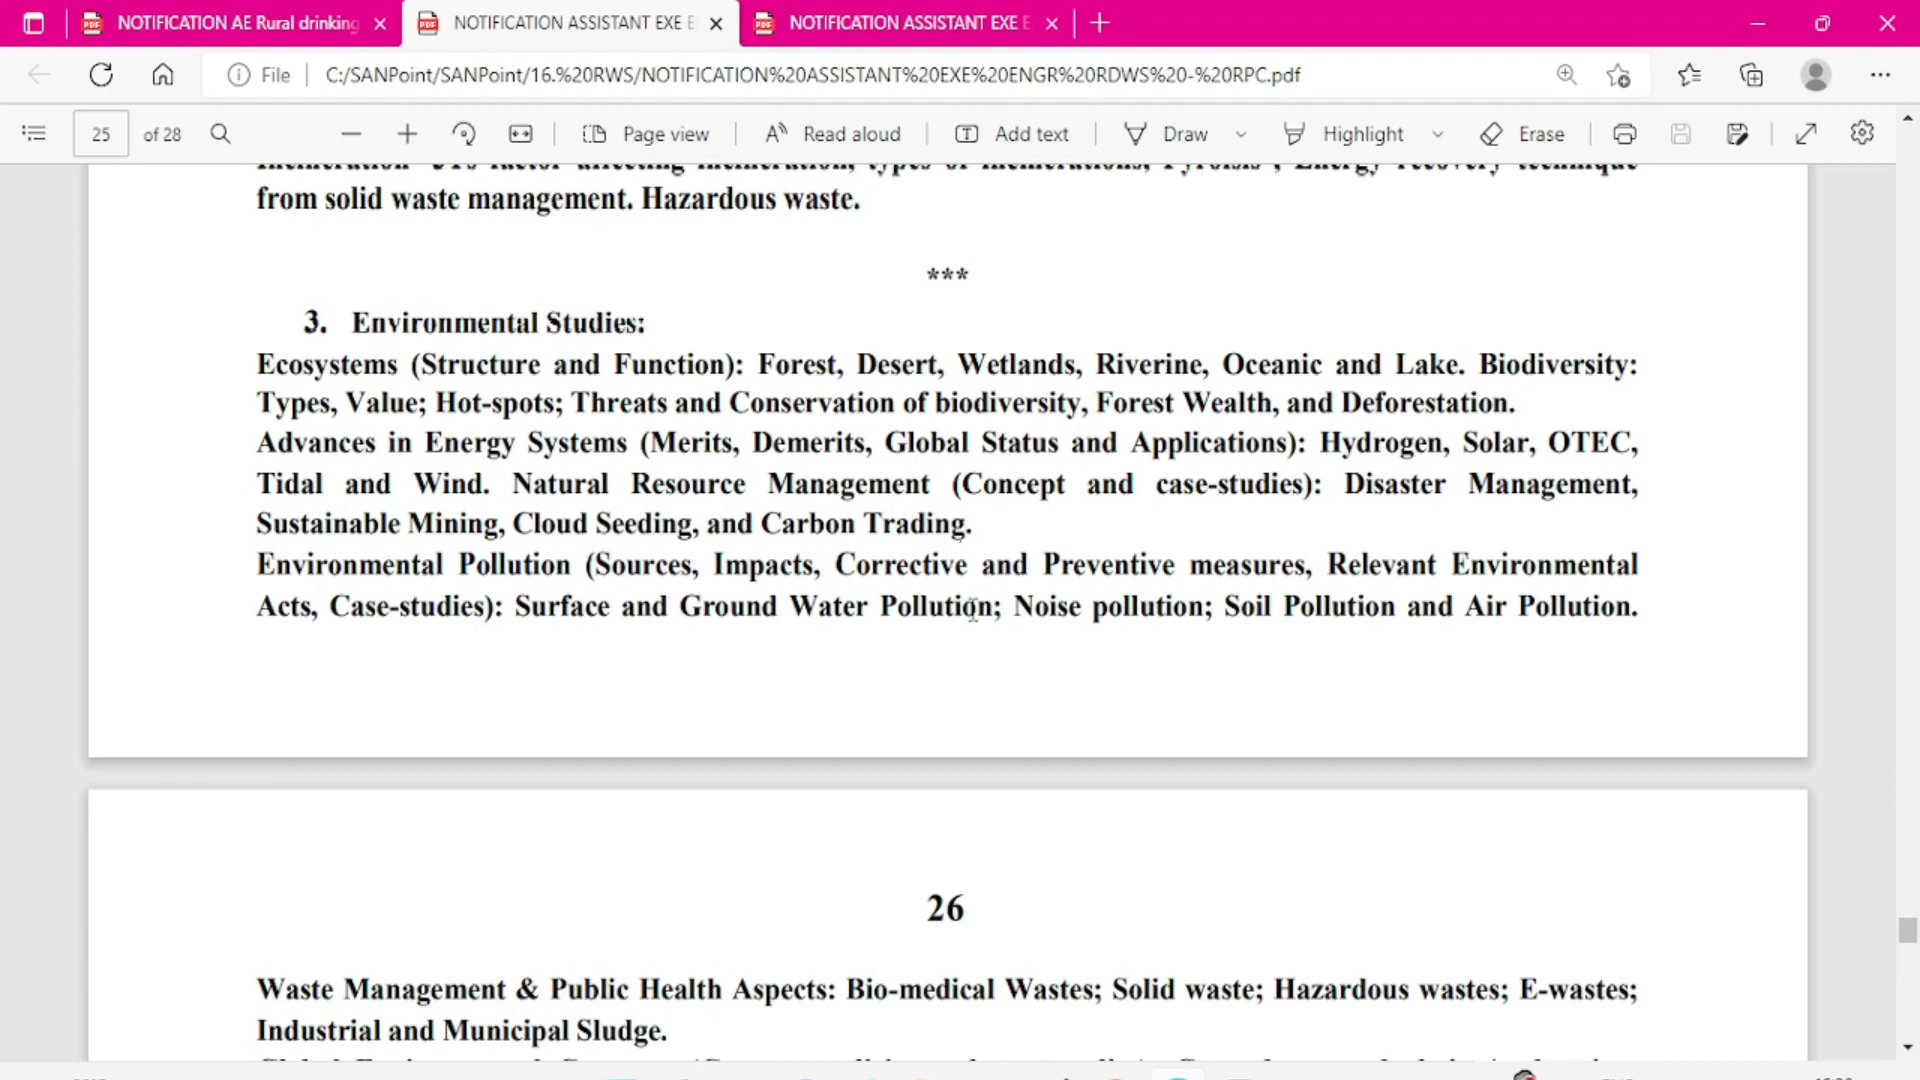 NOTIFICATION AE Rural drinking
NOTIFICATION ASSISTANT EXE E
NOTIFICATION ASSISTANT EXE E
File
C:/SANPoint/SANPoint/16.%20RWS/NOTIFICATION%20ASSISTANT%20EXE%20ENGR%20RDWS%20-%20RPC.pdf
25 of 28
Page view
Read aloud
Add text
Draw
Highlight
Erase
from solid waste management. Hazardous waste.
***
3. Environmental Studies:
Ecosystems (Structure and Function): Forest, Desert, Wetlands, Riverine, Oceanic and Lake. Biodiversity:
Types, Value; Hot-spots; Threats and Conservation of biodiversity, Forest Wealth, and Deforestation.
Advances in Energy Systems (Merits, Demerits, Global Status and Applications): Hydrogen, Solar, OTEC,
Tidal and Wind. Natural Resource Management (Concept and case-studies): Disaster Management,
Sustainable Mining, Cloud Seeding, and Carbon Trading.
Environmental Pollution (Sources, Impacts, Corrective and Preventive measures, Relevant Environmental
Acts, Case-studies): Surface and Ground Water Pollution; Noise pollution; Soil Pollution and Air Pollution.
26
Waste Management & Public Health Aspects: Bio-medical Wastes; Solid waste; Hazardous wastes; E-wastes;
Industrial and Municipal Sludge.